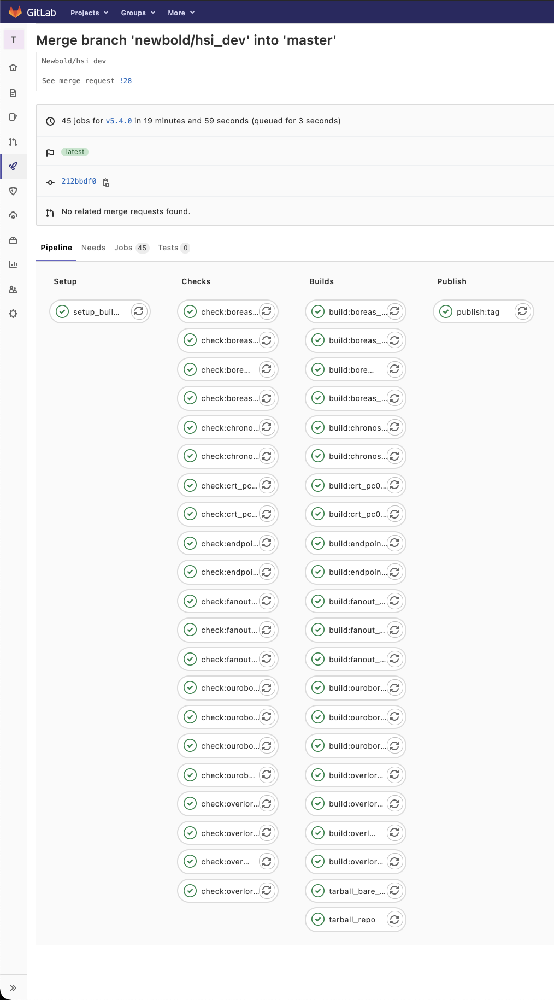 GitLab Projects Groups More
T
Merge branch 'newbold/hsi_dev' into 'master'
Newbold/hsi dev
See merge request !28
45 jobs for v5.4.0 in 19 minutes and 59 seconds (queued for 3 seconds)
latest
212bbdf0
No related merge requests found.
Pipeline Needs Jobs 45 Tests 0
Setup Checks Builds Publish
setup_buil... check:boreas... build:boreas_... publish:tag
check:boreas... build:boreas_...
check:bore... build:bore...
check:boreas... build:boreas_...
check:chrono... build:chronos...
check:chrono... build:chronos...
check:crt_pc... build:crt_pc0...
check:crt_pc... build:crt_pc0...
check:endpoi... build:endpoin...
check:endpoi... build:endpoin...
check:fanout... build:fanout_...
check:fanout... build:fanout_...
check:fanout... build:fanout_...
check:ourobo... build:ourobor...
check:ourobo... build:ourobor...
check:ourobo... build:ourobor...
check:ourob... build:overlor...
check:overlor... build:overlor...
check:overlor... build:overl...
check:over... build:overlor...
check:overlor... tarball_bare_...
tarball_repo